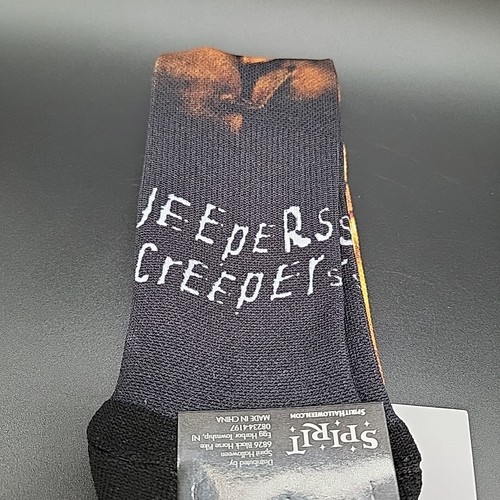 JEEPERSS
CrEEPErs
SPIRIT
SPIRITHALLOWEEN.COM
Distributed by:
Spirit Halloween
6826 Black Horse Pike
Egg Harbor Township, NJ
08234-4197
MADE IN CHINA